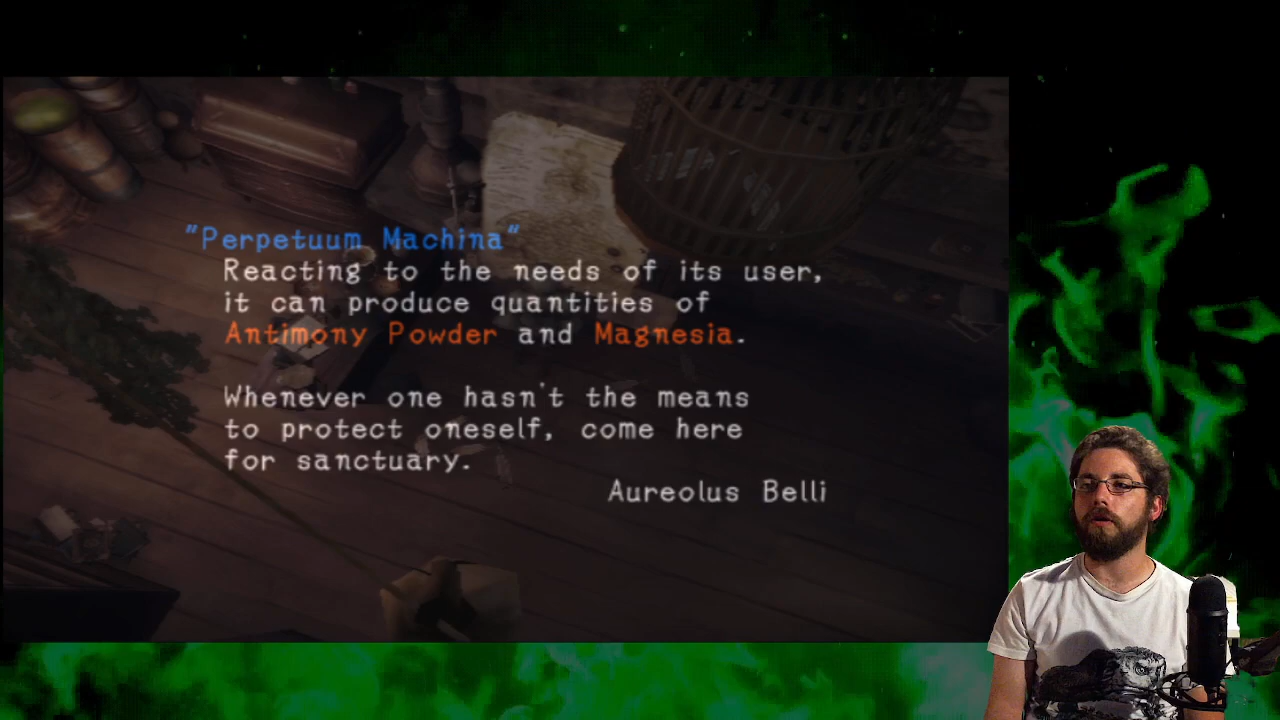 "Perpetuum Machina"
Reacting to the needs of its user,
it can produce quantities of
Antimony Powder and Magnesia.
Whenever one hasn't the means
to protect oneself, come here
for sanctuary.
Aureolus Belli